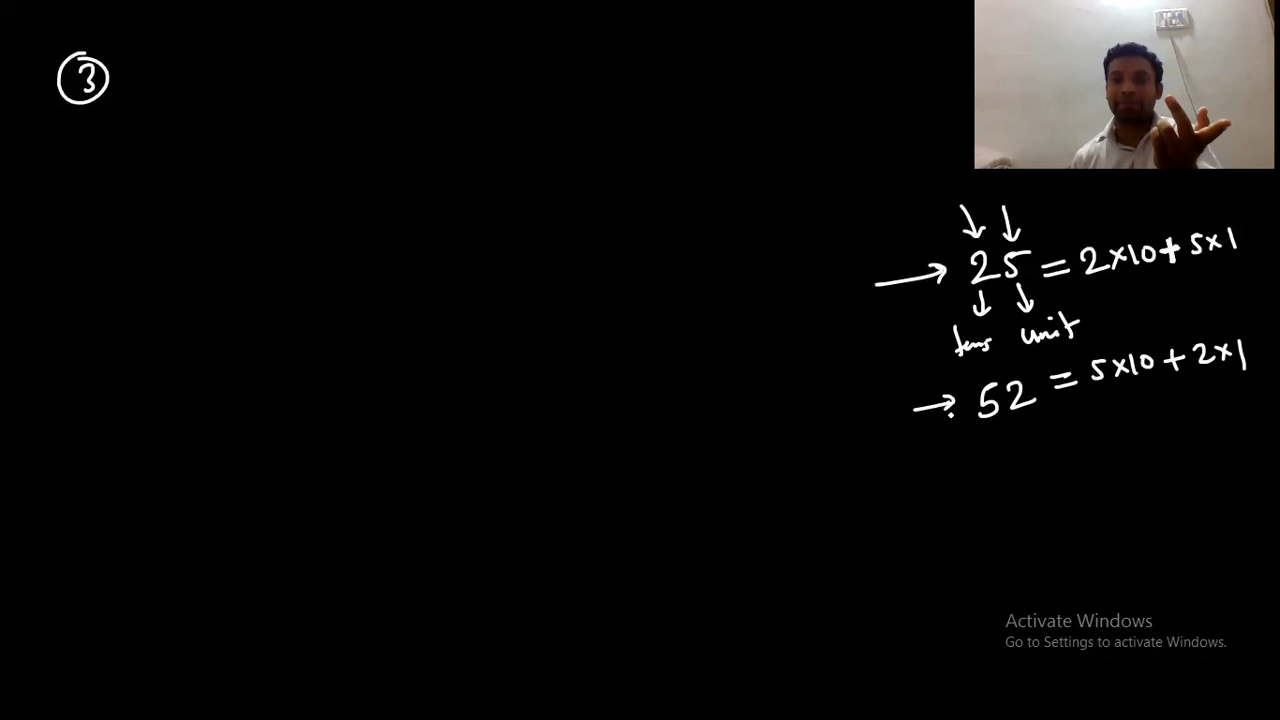 3
25 = 2×10+5×1
tens unit
52 = 5×10+2×1
Activate Windows
Go to Settings to activate Windows.